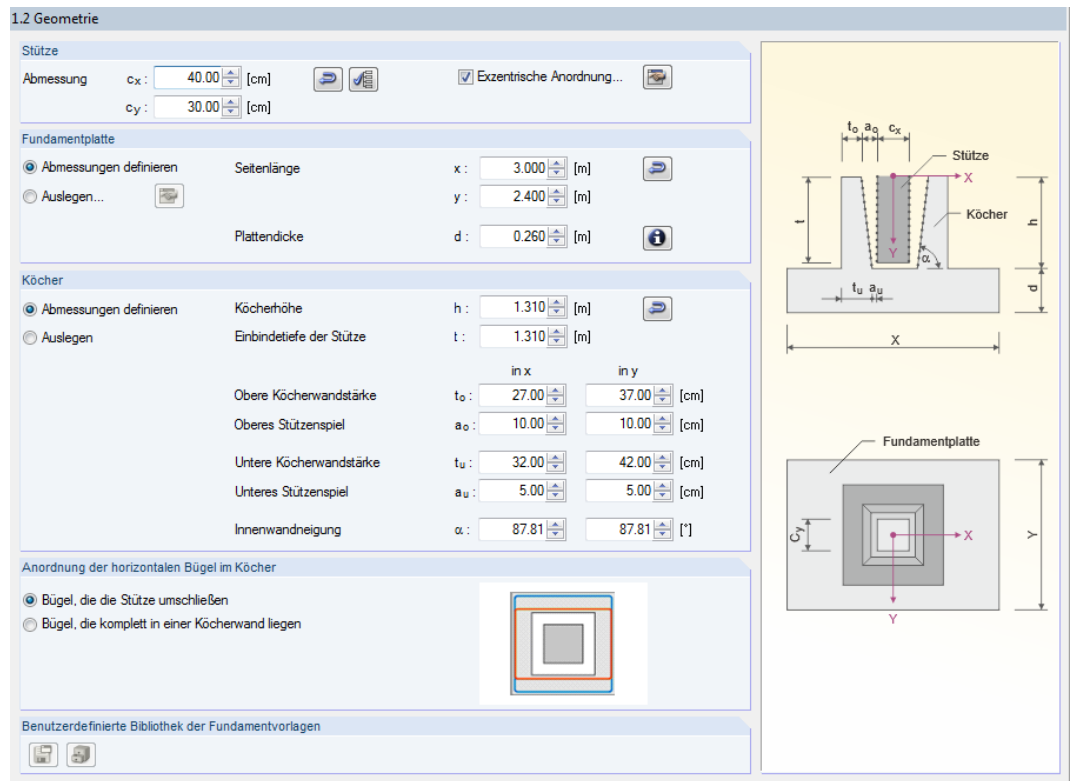 1.2 Geometrie
Stütze
Abmessung cx : 40.00 [cm] Exzentrische Anordnung...
cy : 30.00 [cm]
Fundamentplatte
Abmessungen definieren Seitenlänge x : 3.000 [m]
Auslegen... y : 2.400 [m]
Plattendicke d : 0.260 [m]
Köcher
Abmessungen definieren Köcherhöhe h : 1.310 [m]
Auslegen Einbindetiefe der Stütze t : 1.310 [m]
in x in y
Obere Köcherwandstärke to : 27.00 37.00 [cm]
Oberes Stützenspiel ao : 10.00 10.00 [cm]
Untere Köcherwandstärke tu : 32.00 42.00 [cm]
Unteres Stützenspiel au : 5.00 5.00 [cm]
Innenwandneigung α : 87.81 87.81 [°]
Anordnung der horizontalen Bügel im Köcher
Bügel, die die Stütze umschließen
Bügel, die komplett in einer Köcherwand liegen
Benutzerdefinierte Bibliothek der Fundamentvorlagen
to ao cx
Stütze
X
Köcher
t
h
Y
α
tu au
d
X
Fundamentplatte
cy
X
Y
Y